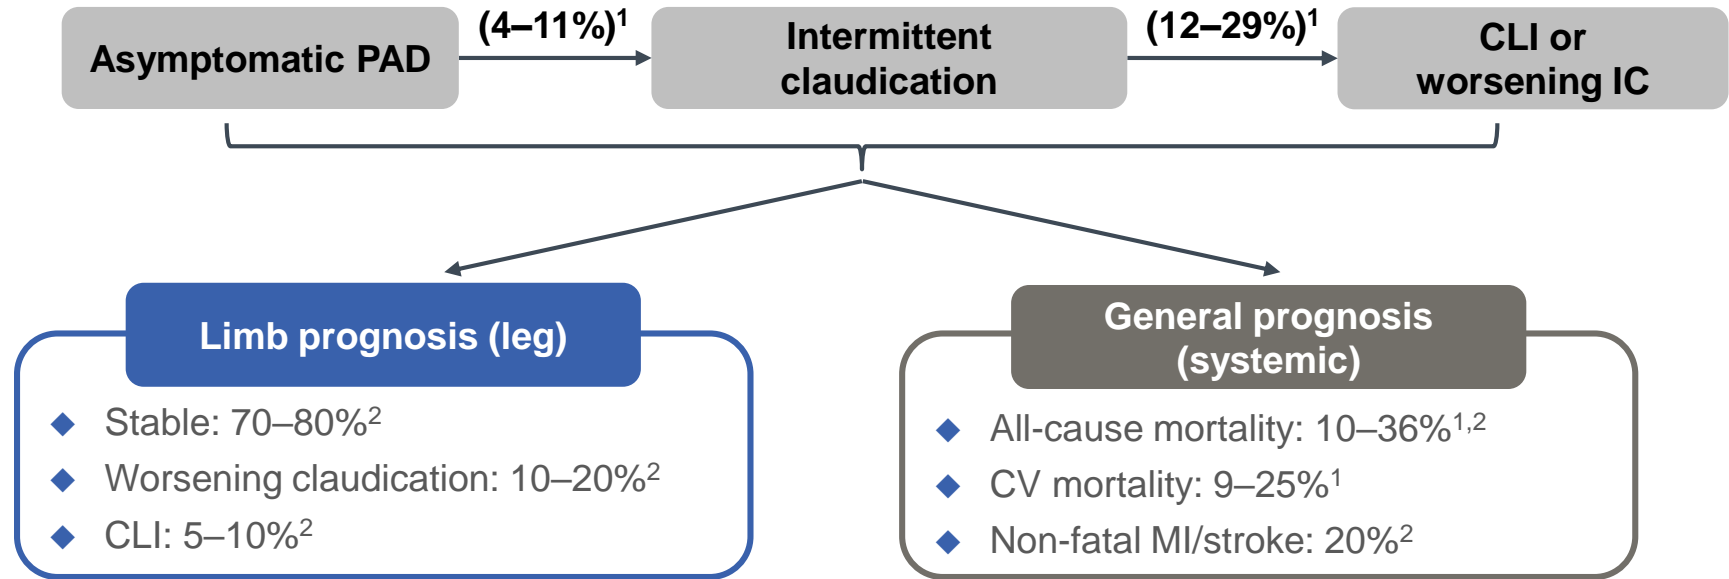 Asymptomatic PAD
(4–11%)¹
Intermittent
claudication
(12–29%)¹
CLI or
worsening IC
Limb prognosis (leg)
◆ Stable: 70–80%²
◆ Worsening claudication: 10–20%²
◆ CLI: 5–10%²
General prognosis
(systemic)
◆ All-cause mortality: 10–36%¹,²
◆ CV mortality: 9–25%¹
◆ Non-fatal MI/stroke: 20%²